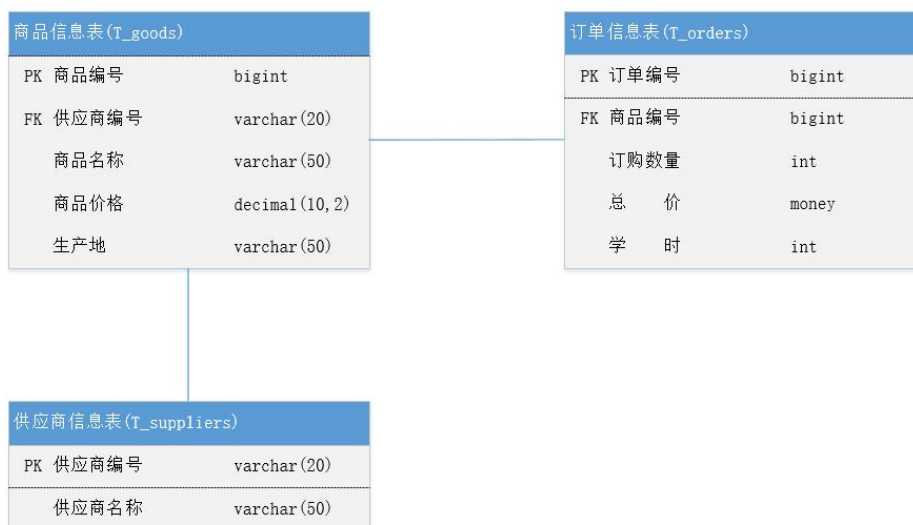 商品信息表(T_goods)
PK 商品编号 bigint
FK 供应商编号 varchar(20)
商品名称 varchar(50)
商品价格 decimal(10,2)
生产地 varchar(50)
订单信息表(T_orders)
PK 订单编号 bigint
FK 商品编号 bigint
订购数量 int
总 价 money
学 时 int
供应商信息表(T_suppliers)
PK 供应商编号 varchar(20)
供应商名称 varchar(50)